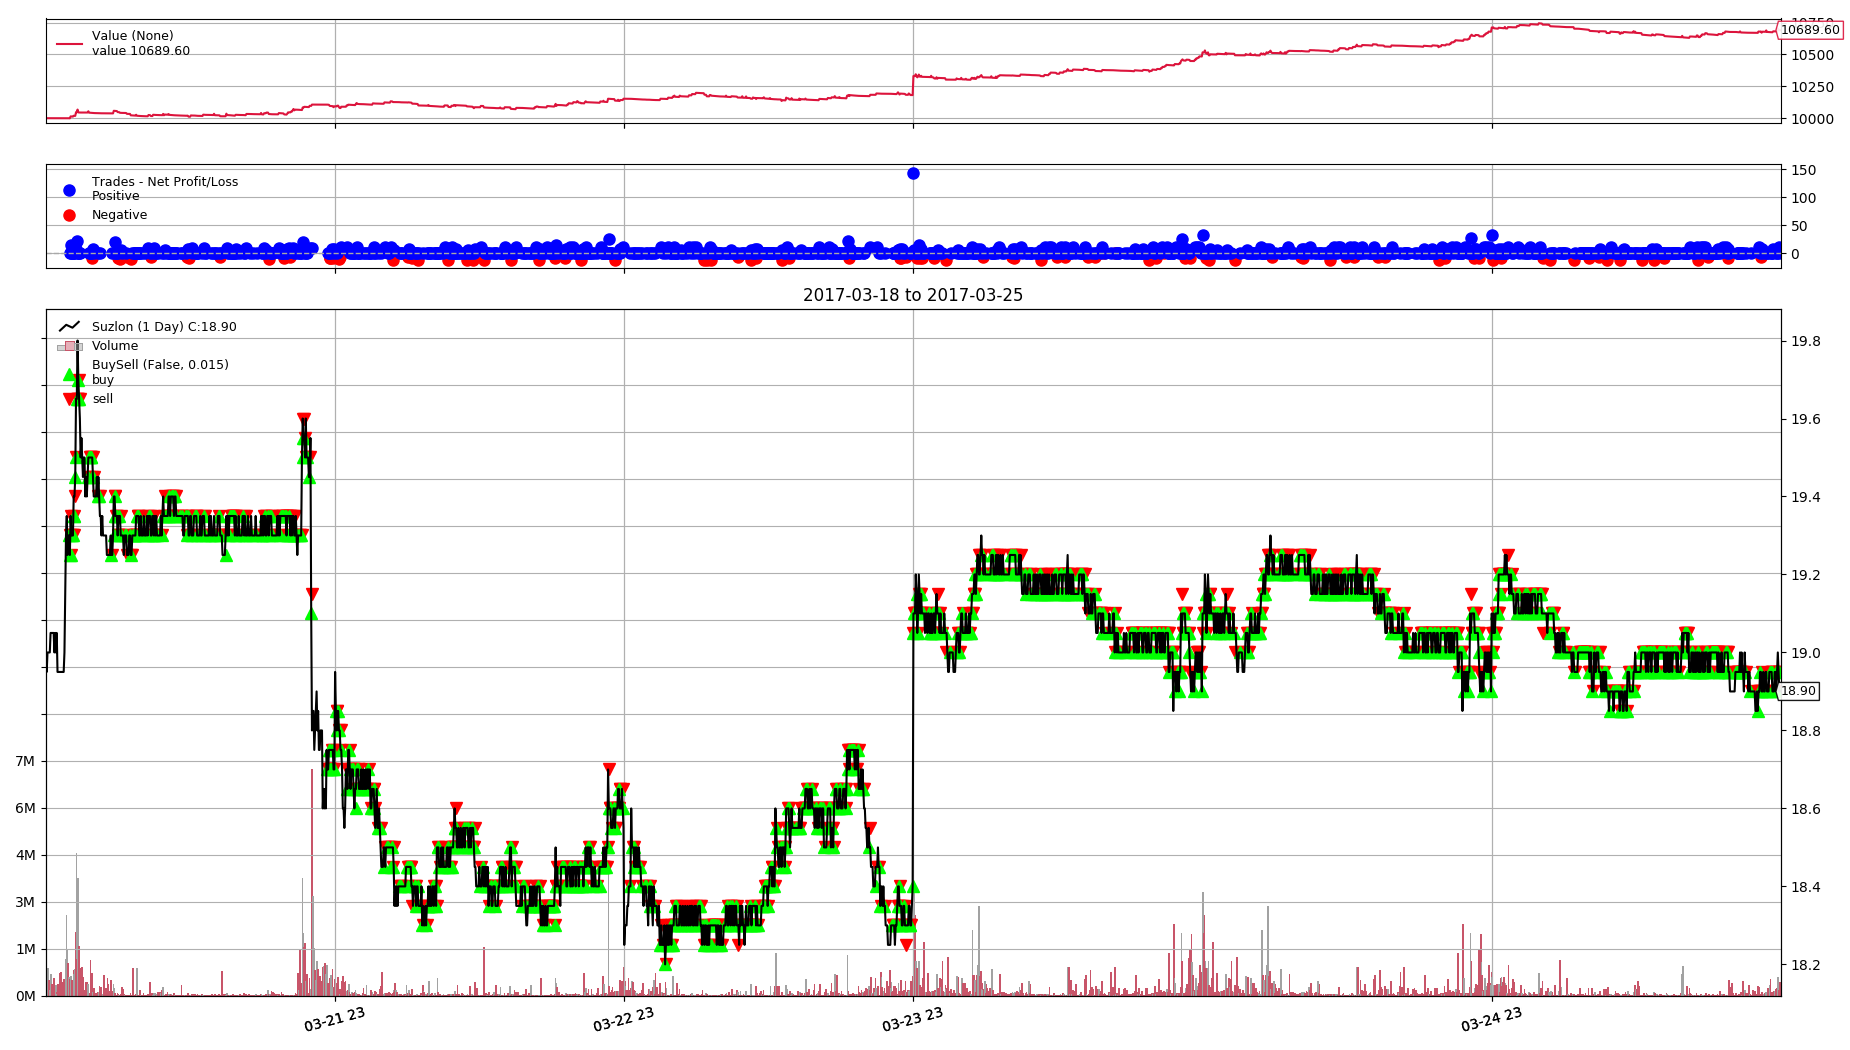 Value (None)
value 10689.60
10750
10689.60
10500
10250
10000
Trades - Net Profit/Loss
Positive
Negative
150
100
50
0
2017-03-18 to 2017-03-25
Suzlon (1 Day) C:18.90
Volume
BuySell (False, 0.015)
buy
sell
19.8
19.6
19.4
19.2
19.0
18.90
18.8
18.6
18.4
18.2
7M
6M
4M
3M
1M
0M
03-21 23
03-22 23
03-23 23
03-24 23